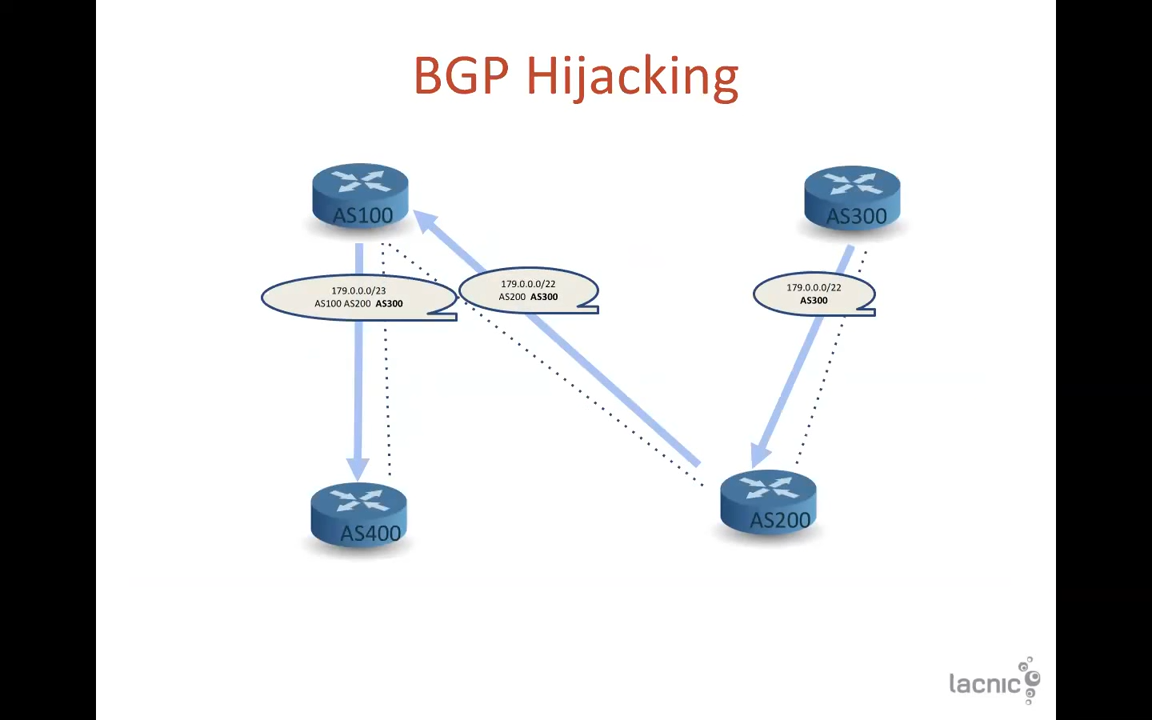 BGP Hijacking
AS100
AS300
179.0.0.0/23
AS100 AS200 AS300
179.0.0.0/22
AS200 AS300
179.0.0.0/22
AS300
AS400
AS200
lacnic